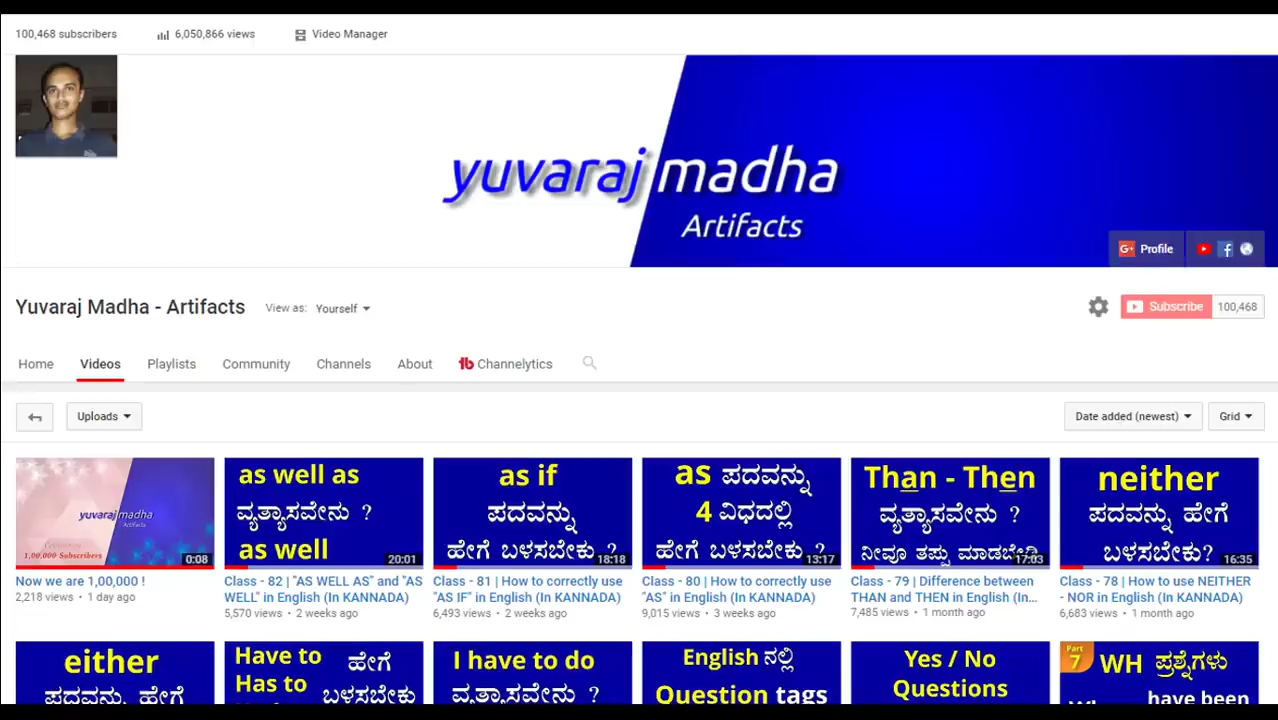 100,468 subscribers 6,050,866 views Video Manager
yuvaraj madha
Artifacts
Profile
Yuvaraj Madha - Artifacts View as: Yourself
Subscribe 100,468
Home Videos Playlists Community Channels About Channelytics
Uploads Date added (newest) Grid
yuvaraj madha
Artifacts
1,00,000 Subscribers
0:08
Now we are 1,00,000 !
2,218 views • 1 day ago
as well as
ವ್ಯತ್ಯಾಸವೇನು ?
as well
20:01
Class - 82 | "AS WELL AS" and "AS
WELL" in English (In KANNADA)
5,570 views • 2 weeks ago
as if
ಪದವನ್ನು
ಹೇಗೆ ಬಳಸಬೇಕು ?
18:18
Class - 81 | How to correctly use
"AS IF" in English (In KANNADA)
6,493 views • 2 weeks ago
as ಪದವನ್ನು
4 ವಿಧದಲ್ಲಿ
ಹೇಗೆ ಬಳಸಬೇಕು ?
13:17
Class - 80 | How to correctly use
"AS" in English (In KANNADA)
9,015 views • 3 weeks ago
Than - Then
ವ್ಯತ್ಯಾಸವೇನು ?
ನೀವೂ ತಪ್ಪು ಮಾಡಬೇಡಿ
17:03
Class - 79 | Difference between
THAN and THEN in English (In...
7,485 views • 1 month ago
neither
ಪದವನ್ನು ಹೇಗೆ
ಬಳಸಬೇಕು?
16:35
Class - 78 | How to use NEITHER
- NOR in English (In KANNADA)
6,683 views • 1 month ago
either
ಪದವನ್ನು ಹೇಗೆ
Have to ಹೇಗೆ
Has to ಬಳಸಬೇಕು
I have to do
ವ್ಯತ್ಯಾಸವೇನು ?
English ನಲ್ಲಿ
Question tags
Yes / No
Questions
Part
7
WH ಪ್ರಶ್ನೆಗಳು
have been